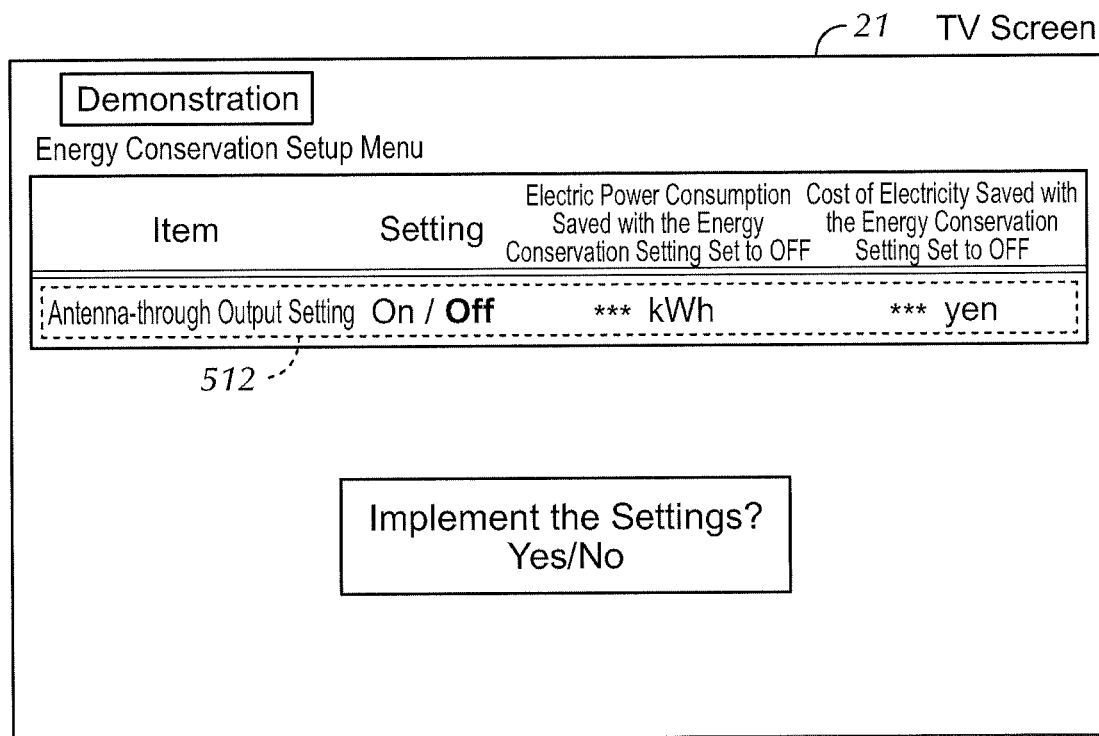 21 TV Screen
Demonstration
Energy Conservation Setup Menu
Item
Setting
Electric Power Consumption
Saved with the Energy
Conservation Setting Set to OFF
Cost of Electricity Saved with
the Energy Conservation
Setting Set to OFF
Antenna-through Output Setting On / Off *** kWh *** yen
512
Implement the Settings?
Yes/No